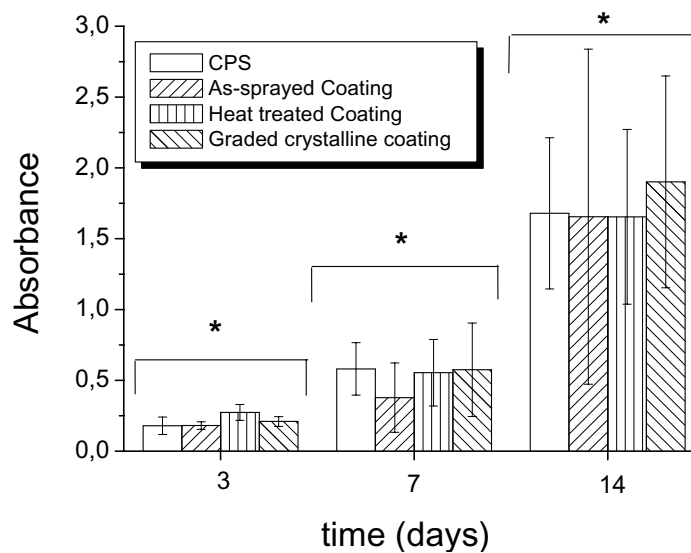 3,0
2,5
2,0
1,5
1,0
0,5
0,0
Absorbance
CPS
As-sprayed Coating
Heat treated Coating
Graded crystalline coating
*
*
*
3 7 14
time (days)